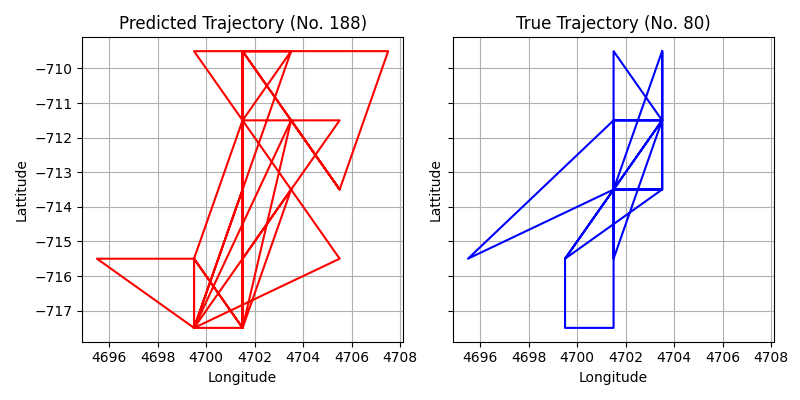 Predicted Trajectory (No. 188)
True Trajectory (No. 80)
−710
−711
−712
−713
−714
−715
−716
−717
Lattitude
Lattitude
4696 4698 4700 4702 4704 4706 4708
4696 4698 4700 4702 4704 4706 4708
Longitude
Longitude